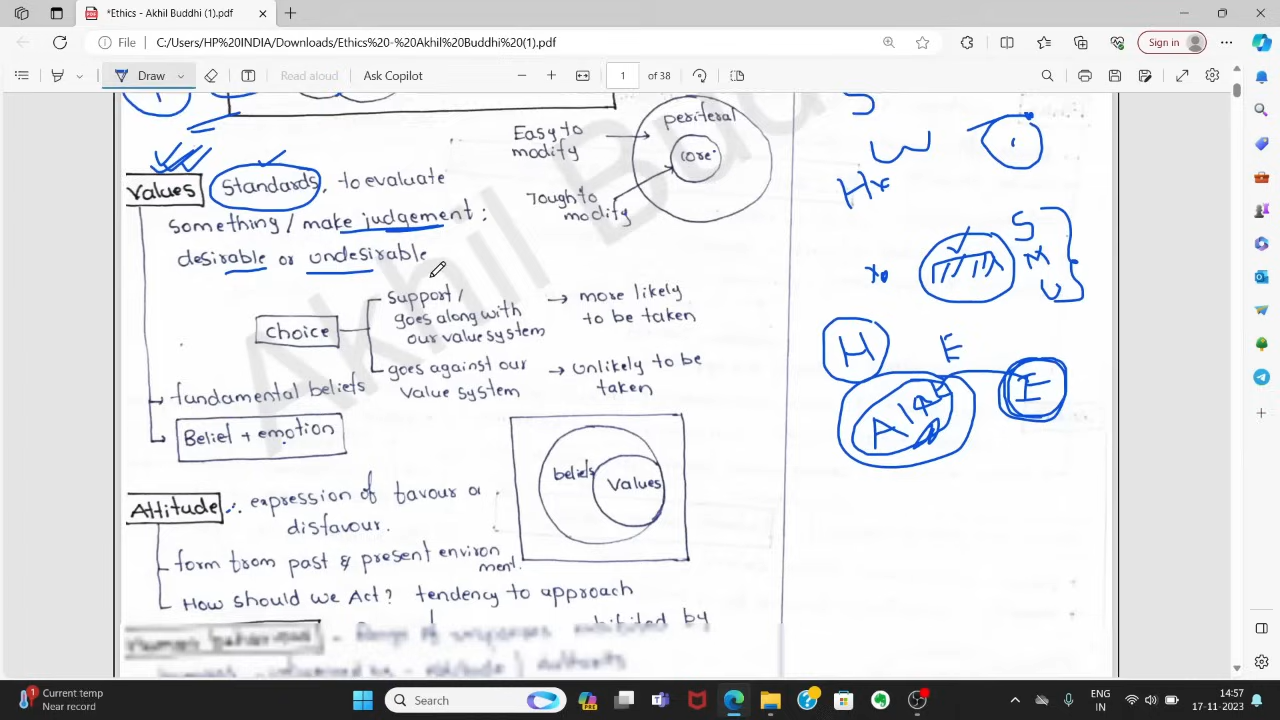 *Ethics - Akhil Buddhi (1).pdf
File C:/Users/HP%20INDIA/Downloads/Ethics%20-%20Akhil%20Buddhi%20(1).pdf
Sign in
Draw
Read aloud
Ask Copilot
1 of 38
Easy to modify
periferal
core
Tough to modify
Values Standards, to evaluate
something / make judgement :
desirable or undesirable
choice
Support /
goes along with
our value system
→ more likely
to be taken
goes against our
value system
→ Unlikely to be
taken
fundamental beliefs
Belief + emotion
beliefs
Values
Attitude ∴ expression of favour or
disfavour.
form from past & present environ
ment.
How should we Act? tendency to approach
S
W
H
1
S
M
U
H
E
I
Akhil Bud
Current temp
Near record
1
Search
ENG
IN
14:57
17-11-2023